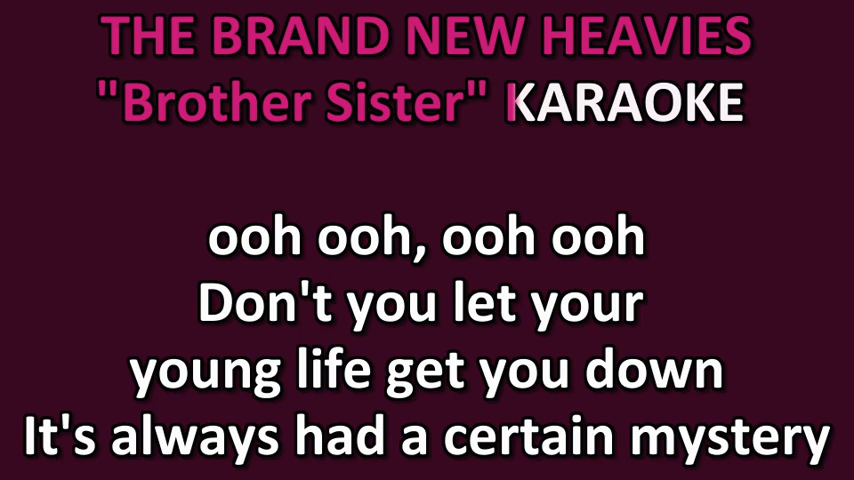 THE BRAND NEW HEAVIES
"Brother Sister" KARAOKE
ooh ooh, ooh ooh
Don't you let your
young life get you down
It's always had a certain mystery